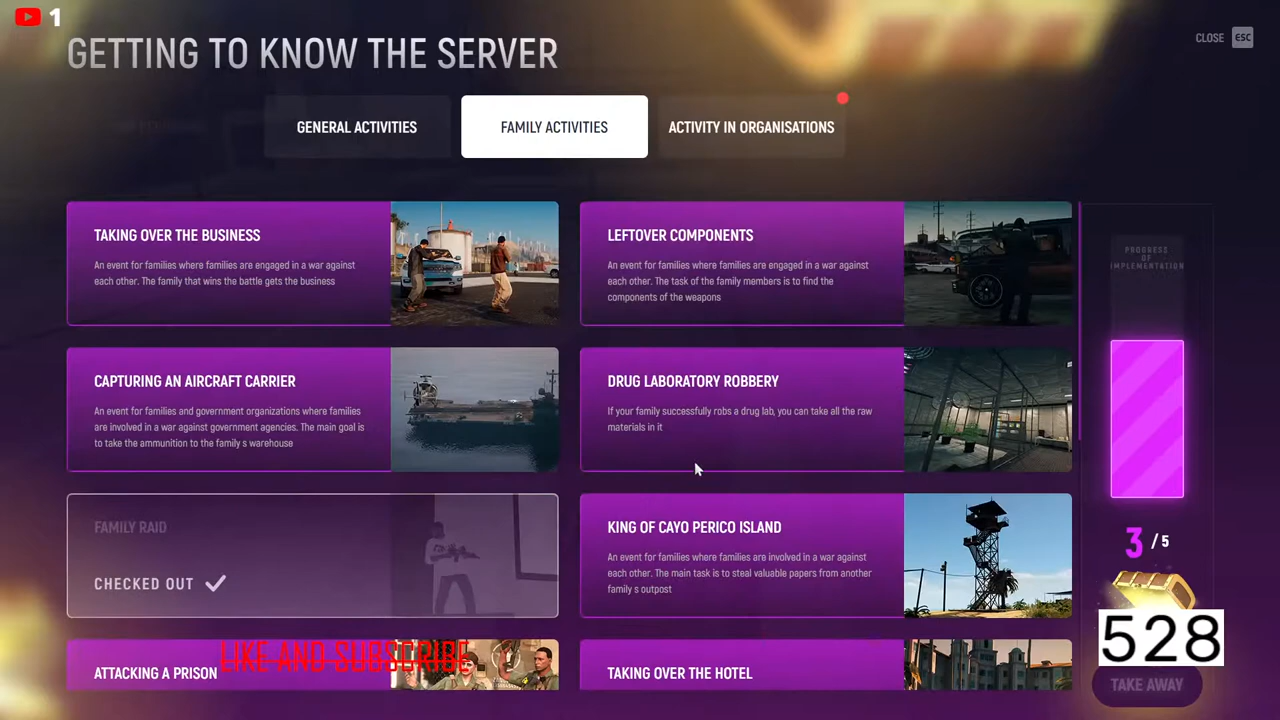 1
GETTING TO KNOW THE SERVER
CLOSE ESC
GENERAL ACTIVITIES
FAMILY ACTIVITIES
ACTIVITY IN ORGANISATIONS
TAKING OVER THE BUSINESS
An event for families where families are engaged in a war against
each other. The family that wins the battle gets the business
LEFTOVER COMPONENTS
An event for families where families are engaged in a war against
each other. The task of the family members is to find the
components of the weapons
PROGRESS
OF
IMPLEMENTATION
CAPTURING AN AIRCRAFT CARRIER
An event for families and government organizations where families
are involved in a war against government agencies. The main goal is
to take the ammunition to the family s warehouse
DRUG LABORATORY ROBBERY
If your family successfully robs a drug lab, you can take all the raw
materials in it
FAMILY RAID
CHECKED OUT
KING OF CAYO PERICO ISLAND
An event for families where families are involved in a war against
each other. The main task is to steal valuable papers from another
family s outpost
3 / 5
528
TAKE AWAY
ATTACKING A PRISON
LIKE AND SUBSCRIBE
TAKING OVER THE HOTEL